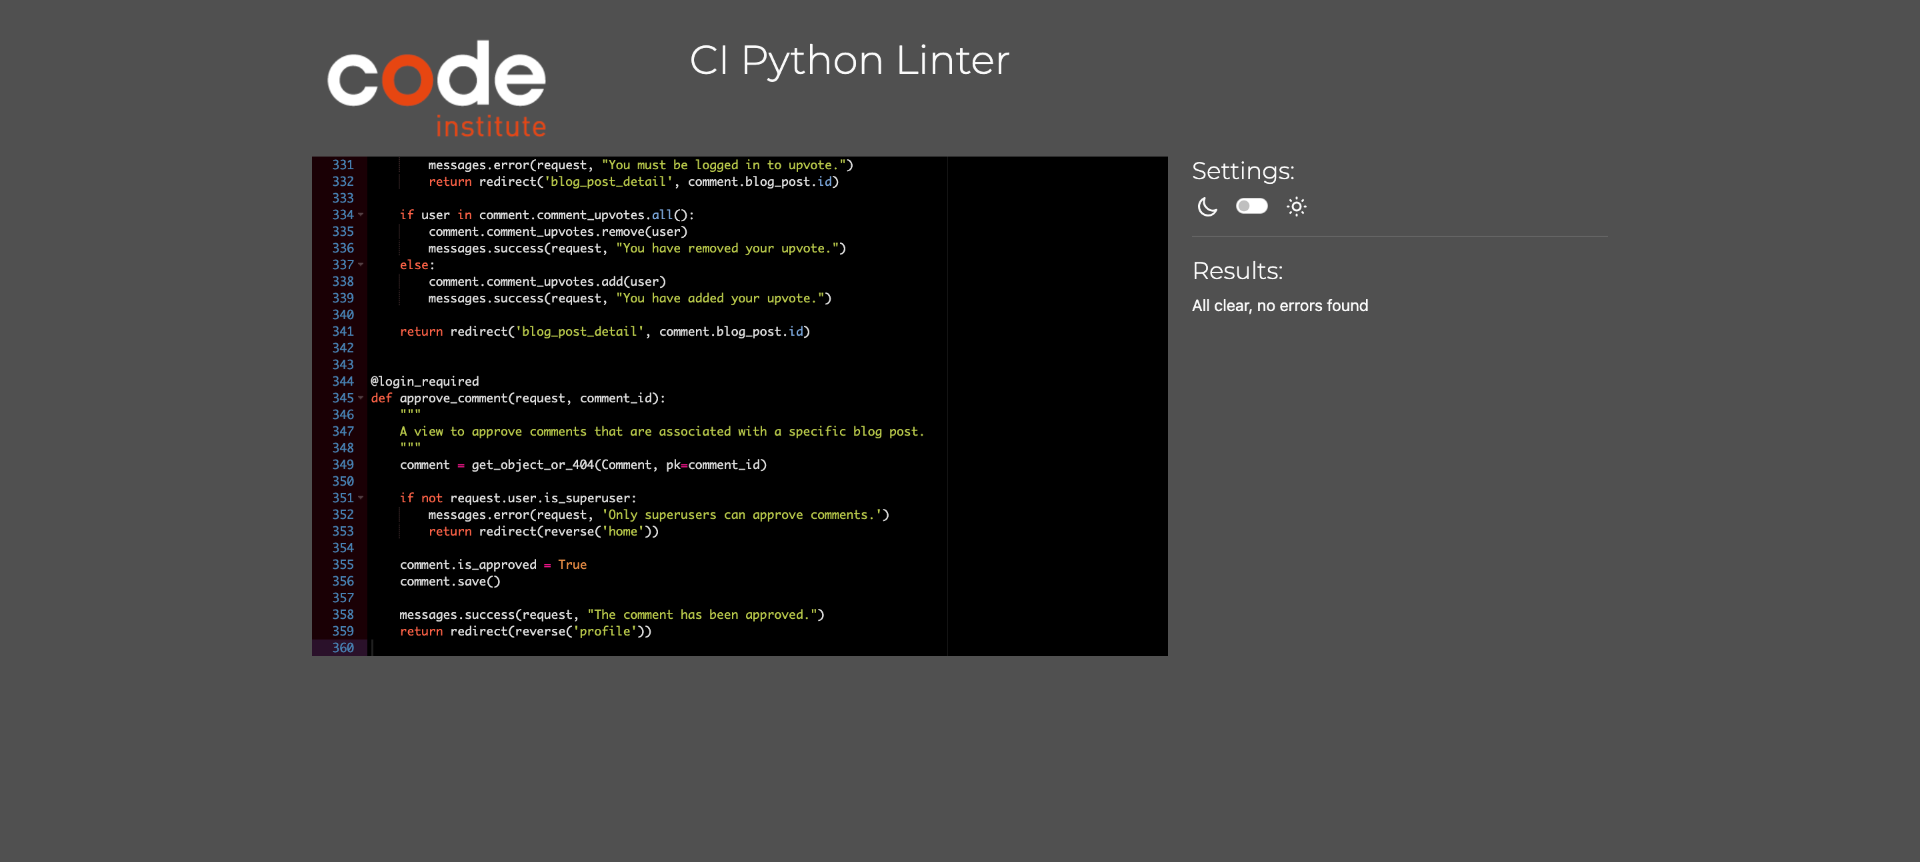 code
institute
CI Python Linter
331 messages.error(request, "You must be logged in to upvote.")
332 return redirect('blog_post_detail', comment.blog_post.id)
333
334 if user in comment.comment_upvotes.all():
335 comment.comment_upvotes.remove(user)
336 messages.success(request, "You have removed your upvote.")
337 else:
338 comment.comment_upvotes.add(user)
339 messages.success(request, "You have added your upvote.")
340
341 return redirect('blog_post_detail', comment.blog_post.id)
342
343
344 @login_required
345 def approve_comment(request, comment_id):
346 """
347 A view to approve comments that are associated with a specific blog post.
348 """
349 comment = get_object_or_404(Comment, pk=comment_id)
350
351 if not request.user.is_superuser:
352 messages.error(request, 'Only superusers can approve comments.')
353 return redirect(reverse('home'))
354
355 comment.is_approved = True
356 comment.save()
357
358 messages.success(request, "The comment has been approved.")
359 return redirect(reverse('profile'))
360
Settings:
Results:
All clear, no errors found